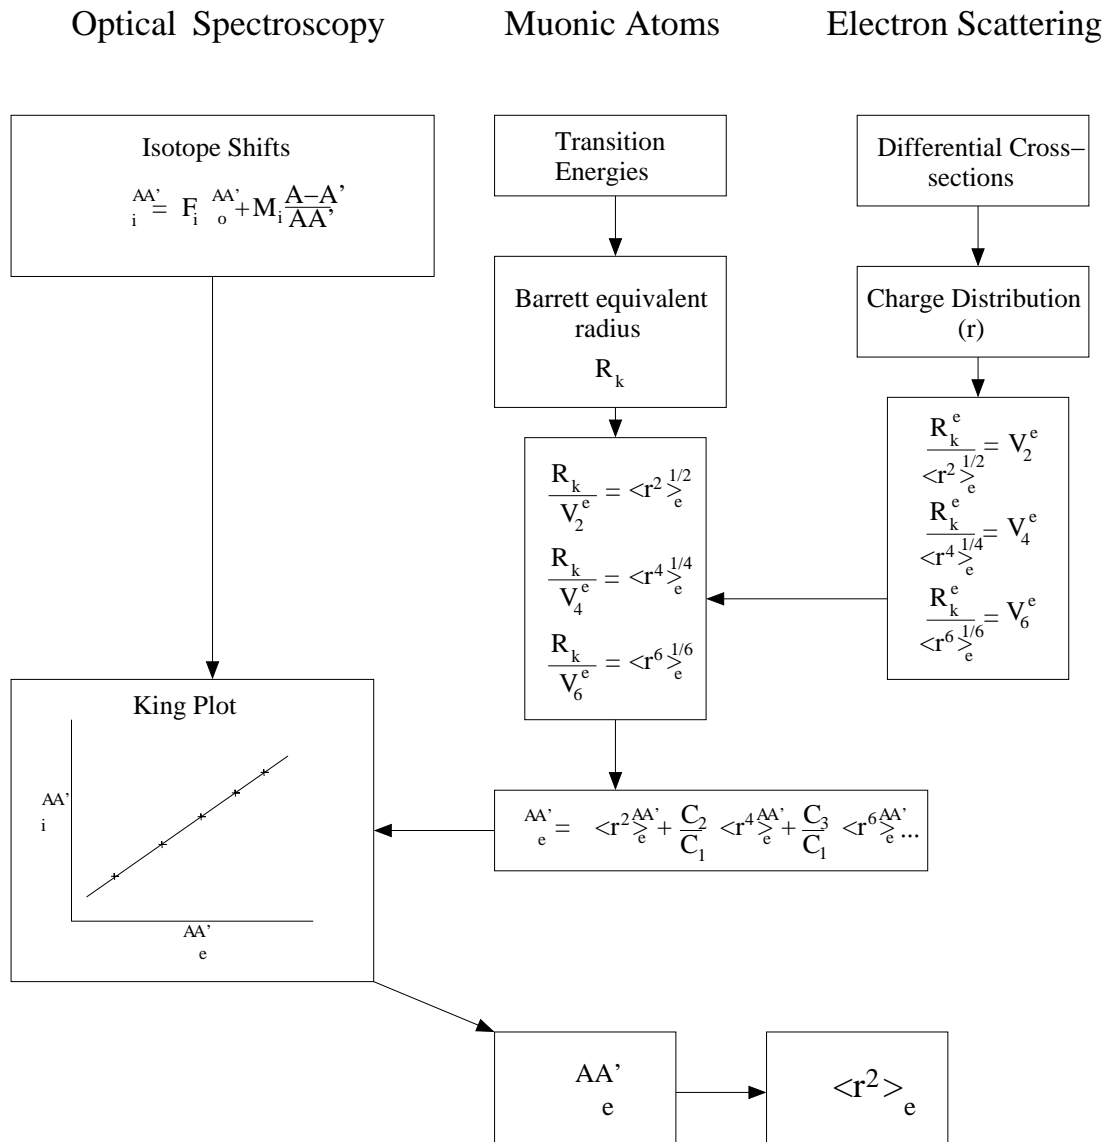 Optical Spectroscopy
Muonic Atoms
Electron Scattering
Isotope Shifts
AA’ i = F i AA’ o + M i A–A’ / AA’
Transition
Energies
Differential Cross–
sections
Barrett equivalent
radius
R k
Charge Distribution
(r)
R k / V 2 e = <r 2 > e 1/2
R k / V 4 e = <r 4 > e 1/4
R k / V 6 e = <r 6 > e 1/6
R k e / <r 2 > e 1/2 = V 2 e
R k e / <r 4 > e 1/4 = V 4 e
R k e / <r 6 > e 1/6 = V 6 e
King Plot
AA’
i
AA’
e
AA’ e = <r 2 > e AA’ + C 2 / C 1 <r 4 > e AA’ + C 3 / C 1 <r 6 > e AA’ ...
AA’
e
<r 2 > e